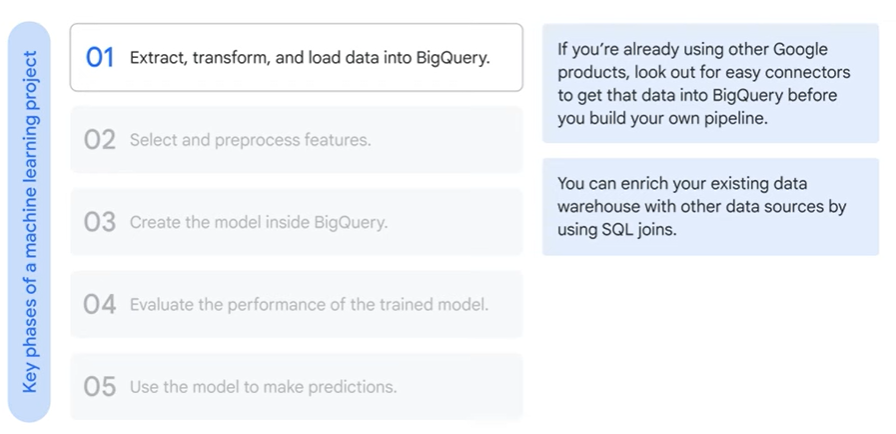 Key phases of a machine learning project
01 Extract, transform, and load data into BigQuery.
02 Select and preprocess features.
03 Create the model inside BigQuery.
04 Evaluate the performance of the trained model.
05 Use the model to make predictions.
If you're already using other Google
products, look out for easy connectors
to get that data into BigQuery before
you build your own pipeline.
You can enrich your existing data
warehouse with other data sources by
using SQL joins.